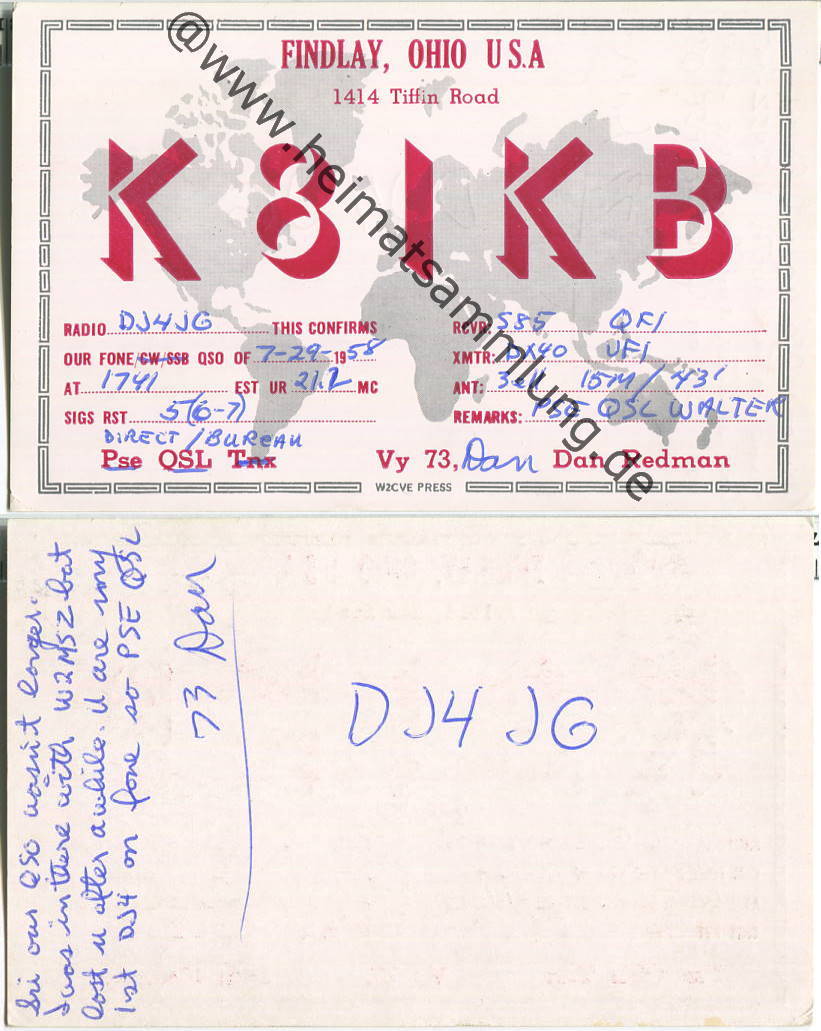 FINDLAY, OHIO U S.A
1414 Tiffin Road
K8IKB
RADIO DJ4JG THIS CONFIRMS
OUR FONE/CW/SSB QSO OF 7-29-1958
AT 1741 EST UR 21.2 MC
SIGS RST 5(6-7)
DIRECT/BUREAU
Pse QSL Tnx
RCVR: S85 QF1
XMTR: DX40 VF1
ANT: 3el 15M/43'
REMARKS: PSE QSL WALTER
Vy 73, Dan Dan Redman
W2CVE PRESS
@www.heimatsammlung.de
Sri our QSO wasn't longer.
I was in there with W2MSZ but
lost u after awhile. U are my
1st DJ4 on fone so PSE QSL
73 Dan
DJ4JG